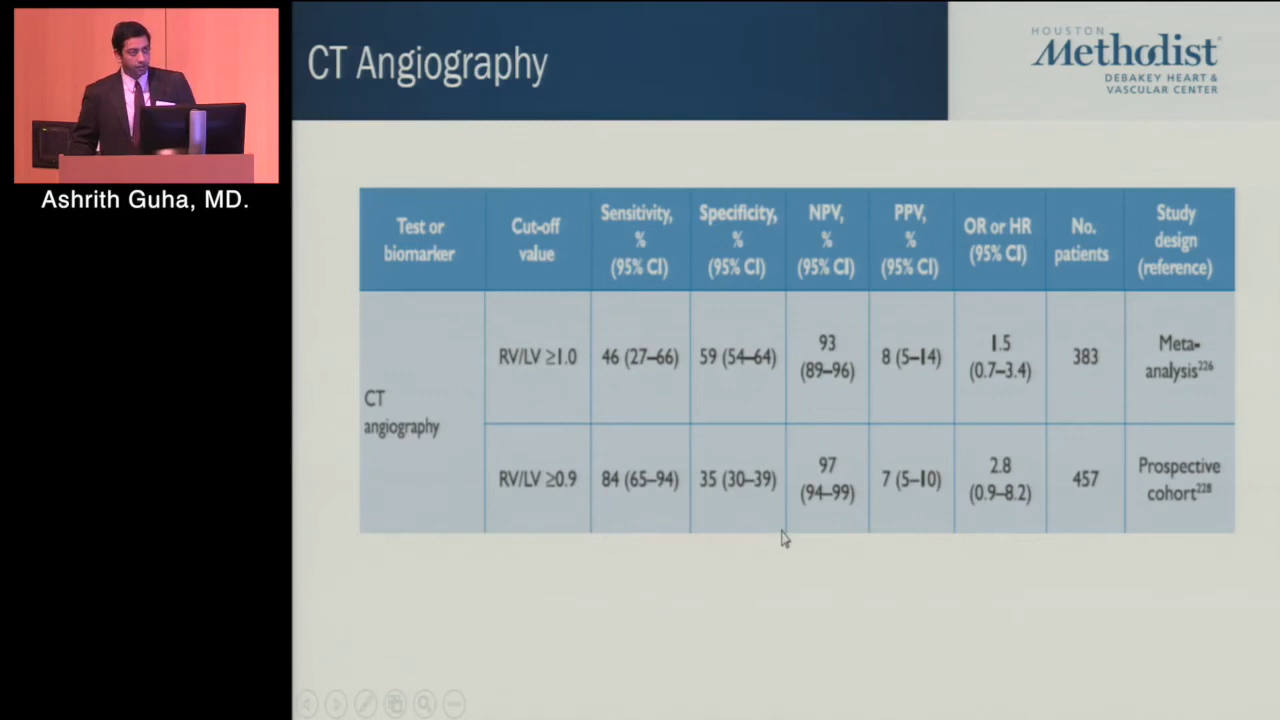 CT Angiography
HOUSTON
Methodist
DEBAKEY HEART &
VASCULAR CENTER
Ashrith Guha, MD.
Test or
biomarker
Cut-off
value
Sensitivity,
%
(95% CI)
Specificity,
%
(95% CI)
NPV,
%
(95% CI)
PPV,
%
(95% CI)
OR or HR
(95% CI)
No.
patients
Study
design
(reference)
CT
angiography
RV/LV ≥1.0
46 (27–66)
59 (54–64)
93
(89–96)
8 (5–14)
1.5
(0.7–3.4)
383
Meta-
analysis²²⁶
RV/LV ≥0.9
84 (65–94)
35 (30–39)
97
(94–99)
7 (5–10)
2.8
(0.9–8.2)
457
Prospective
cohort²²⁸